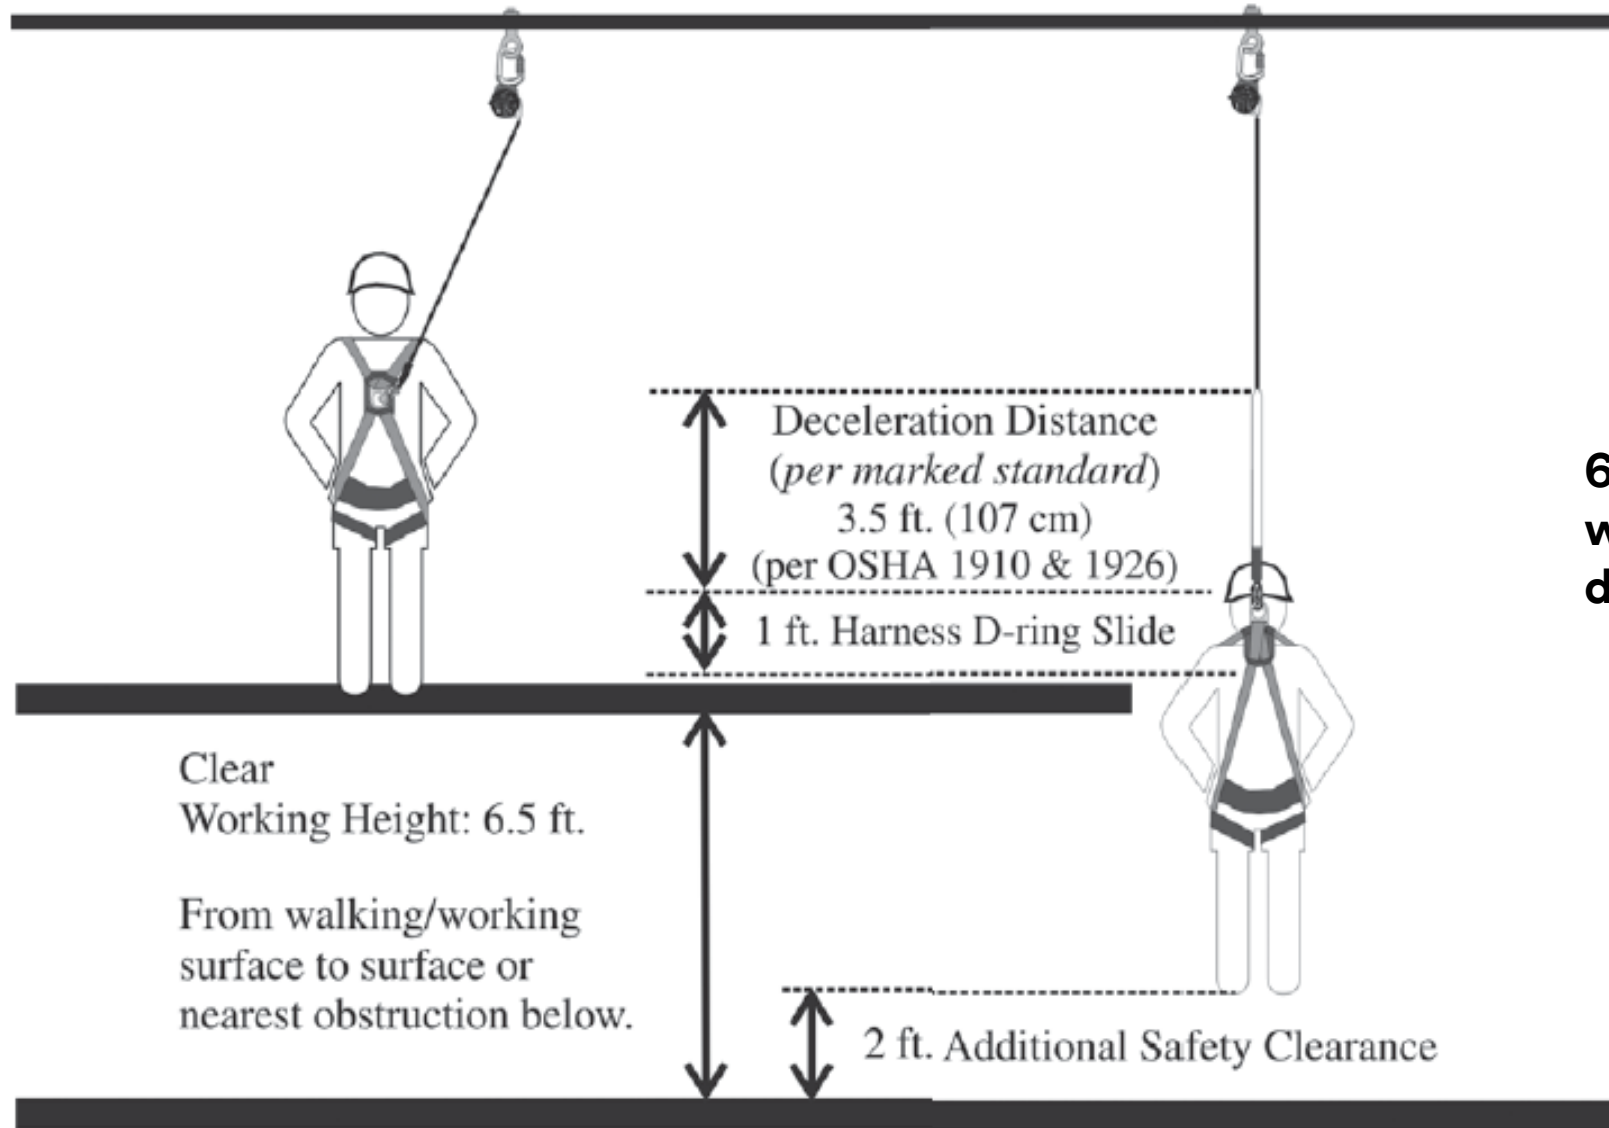 Deceleration Distance
(per marked standard)
3.5 ft. (107 cm)
(per OSHA 1910 & 1926)
1 ft. Harness D-ring Slide
Clear
Working Height: 6.5 ft.
From walking/working
surface to surface or
nearest obstruction below.
2 ft. Additional Safety Clearance
6